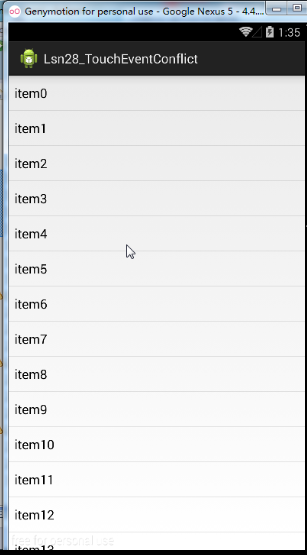 Genymotion for personal use - Google Nexus 5 - 4.4....
1:35
Lsn28_TouchEventConflict
item0
item1
item2
item3
item4
item5
item6
item7
item8
item9
item10
item11
item12
free for personal use
item13